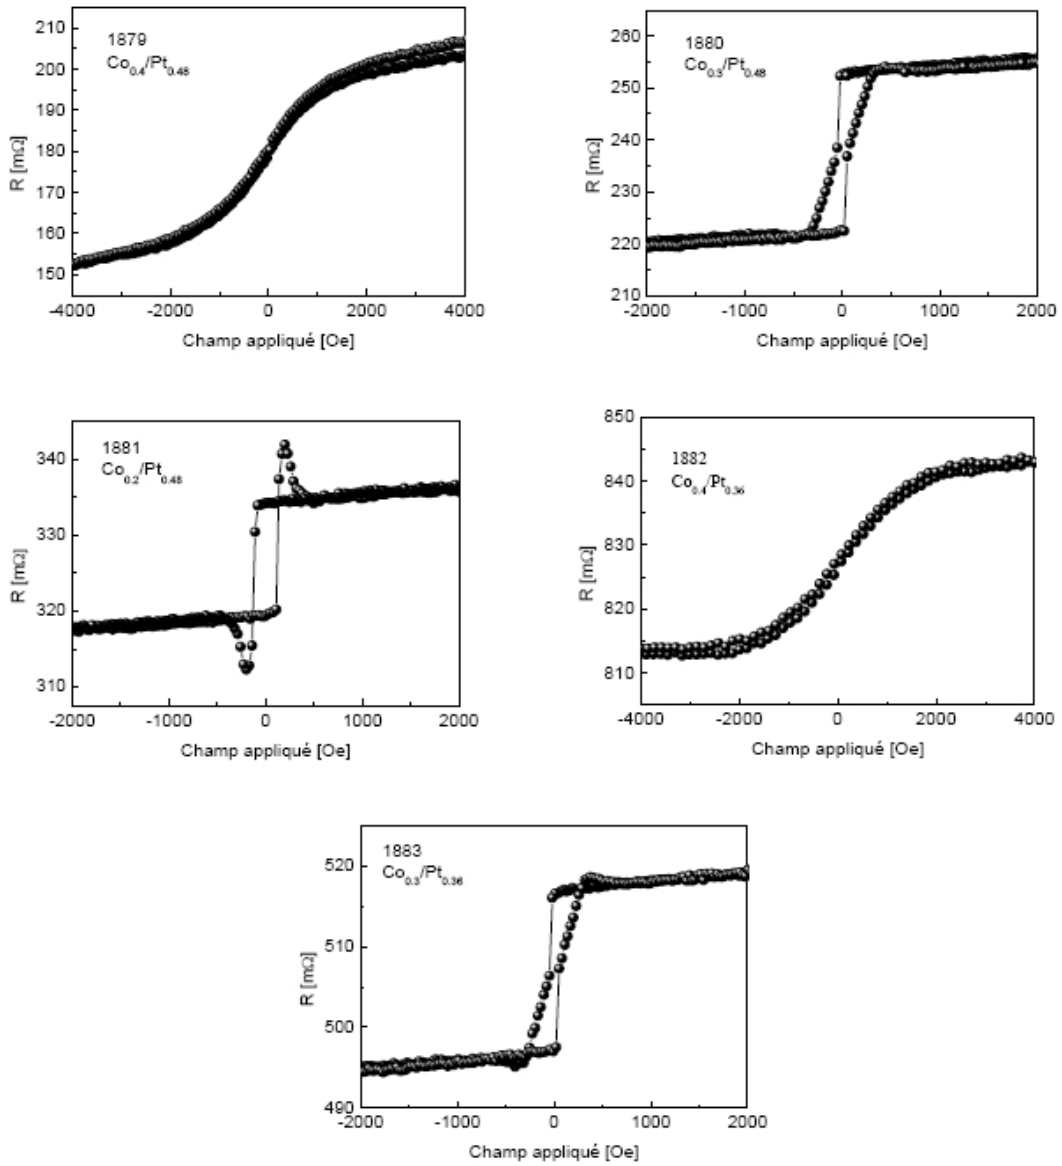 1879
Co0.4/Pt0.48
210
200
190
180
170
160
150
R [mΩ]
-4000 -2000 0 2000 4000
Champ appliqué [Oe]
1880
Co0.3/Pt0.48
260
250
240
230
220
210
R [mΩ]
-2000 -1000 0 1000 2000
Champ appliqué [Oe]
1881
Co0.2/Pt0.48
340
330
320
310
R [mΩ]
-2000 -1000 0 1000 2000
Champ appliqué [Oe]
1882
Co0.4/Pt0.36
850
840
830
820
810
R [mΩ]
-4000 -2000 0 2000 4000
Champ appliqué [Oe]
1883
Co0.3/Pt0.36
520
510
500
490
R [mΩ]
-2000 -1000 0 1000 2000
Champ appliqué [Oe]